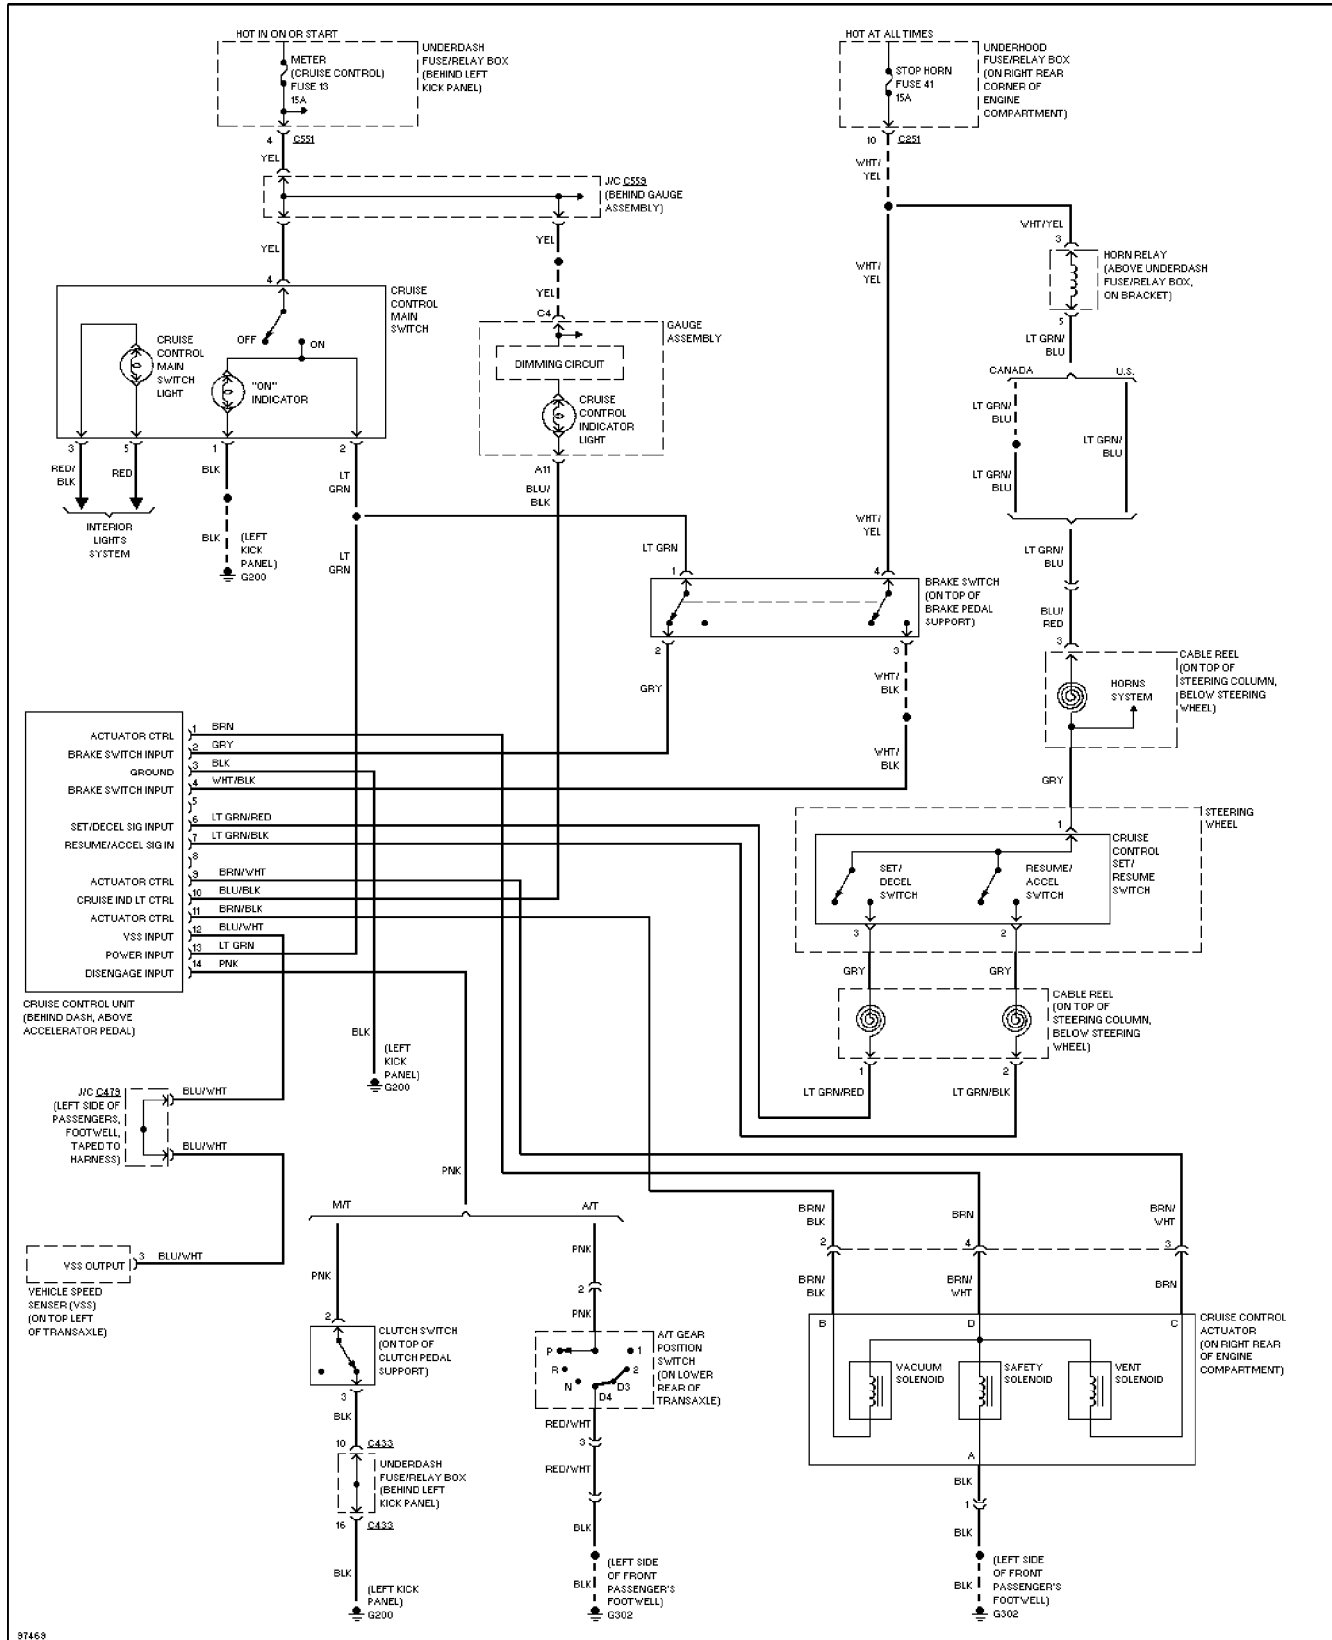 HOT IN ON OR START
METER
(CRUISE CONTROL)
FUSE 13
15A
UNDERDASH
FUSE/RELAY BOX
(BEHIND LEFT
KICK PANEL)
4
C551
YEL
J/C C559
(BEHIND GAUGE
ASSEMBLY)
YEL
YEL
YEL
4
C4
HOT AT ALL TIMES
STOP HORN
FUSE 41
15A
UNDERHOOD
FUSE/RELAY BOX
(ON RIGHT REAR
CORNER OF
ENGINE
COMPARTMENT)
10
C251
WHT/
YEL
WHT/YEL
3
WHT/
YEL
HORN RELAY
(ABOVE UNDERDASH
FUSE/RELAY BOX,
ON BRACKET)
5
LT GRN/
BLU
CANADA
U.S.
LT GRN/
BLU
LT GRN/
BLU
LT GRN/
BLU
LT GRN/
BLU
BLU/
RED
3
CRUISE
CONTROL
MAIN
SWITCH
OFF
ON
CRUISE
CONTROL
MAIN
SWITCH
LIGHT
"ON"
INDICATOR
3
5
1
2
RED/
BLK
RED
BLK
LT
GRN
INTERIOR
LIGHTS
SYSTEM
BLK
(LEFT
KICK
PANEL)
G200
LT
GRN
GAUGE
ASSEMBLY
DIMMING CIRCUIT
CRUISE
CONTROL
INDICATOR
LIGHT
A11
BLU/
BLK
WHT/
YEL
LT GRN
1
4
BRAKE SWITCH
(ON TOP OF
BRAKE PEDAL
SUPPORT)
2
3
GRY
WHT/
BLK
WHT/
BLK
CABLE REEL
(ON TOP OF
STEERING COLUMN,
BELOW STEERING
WHEEL)
HORNS
SYSTEM
GRY
STEERING
WHEEL
1
CRUISE
CONTROL
SET/
RESUME
SWITCH
SET/
DECEL
SWITCH
RESUME/
ACCEL
SWITCH
3
2
GRY
GRY
CABLE REEL
(ON TOP OF
STEERING COLUMN,
BELOW STEERING
WHEEL)
1
2
LT GRN/RED
LT GRN/BLK
ACTUATOR CTRL 1 BRN
BRAKE SWITCH INPUT 2 GRY
GROUND 3 BLK
BRAKE SWITCH INPUT 4 WHT/BLK
5
SET/DECEL SIG INPUT 6 LT GRN/RED
RESUME/ACCEL SIG IN 7 LT GRN/BLK
8
ACTUATOR CTRL 9 BRN/WHT
CRUISE IND LT CTRL 10 BLU/BLK
ACTUATOR CTRL 11 BRN/BLK
VSS INPUT 12 BLU/WHT
POWER INPUT 13 LT GRN
DISENGAGE INPUT 14 PNK
CRUISE CONTROL UNIT
(BEHIND DASH, ABOVE
ACCELERATOR PEDAL)
BLK
(LEFT
KICK
PANEL)
G200
J/C C479
(LEFT SIDE OF
PASSENGERS,
FOOTWELL,
TAPED TO
HARNESS)
BLU/WHT
BLU/WHT
VSS OUTPUT
3 BLU/WHT
VEHICLE SPEED
SENSER (VSS)
(ON TOP LEFT
OF TRANSAXLE)
PNK
M/T
A/T
PNK
2
CLUTCH SWITCH
(ON TOP OF
CLUTCH PEDAL
SUPPORT)
3
BLK
10 C433
UNDERDASH
FUSE/RELAY BOX
(BEHIND LEFT
KICK PANEL)
16 C433
BLK
(LEFT KICK
PANEL)
G200
PNK
2
PNK
A/T GEAR
POSITION
SWITCH
(ON LOWER
REAR OF
TRANSAXLE)
P
R
N
D4
D3
2
1
RED/WHT
3
RED/WHT
BLK
BLK
(LEFT SIDE
OF FRONT
PASSENGER'S
FOOTWELL)
G302
BRN/
BLK
BRN
BRN/
WHT
2
4
3
BRN/
BLK
BRN/
WHT
BRN
B
D
C
CRUISE CONTROL
ACTUATOR
(ON RIGHT REAR
OF ENGINE
COMPARTMENT)
VACUUM
SOLENOID
SAFETY
SOLENOID
VENT
SOLENOID
A
BLK
1
BLK
BLK
(LEFT SIDE
OF FRONT
PASSENGER'S
FOOTWELL)
G302
97469